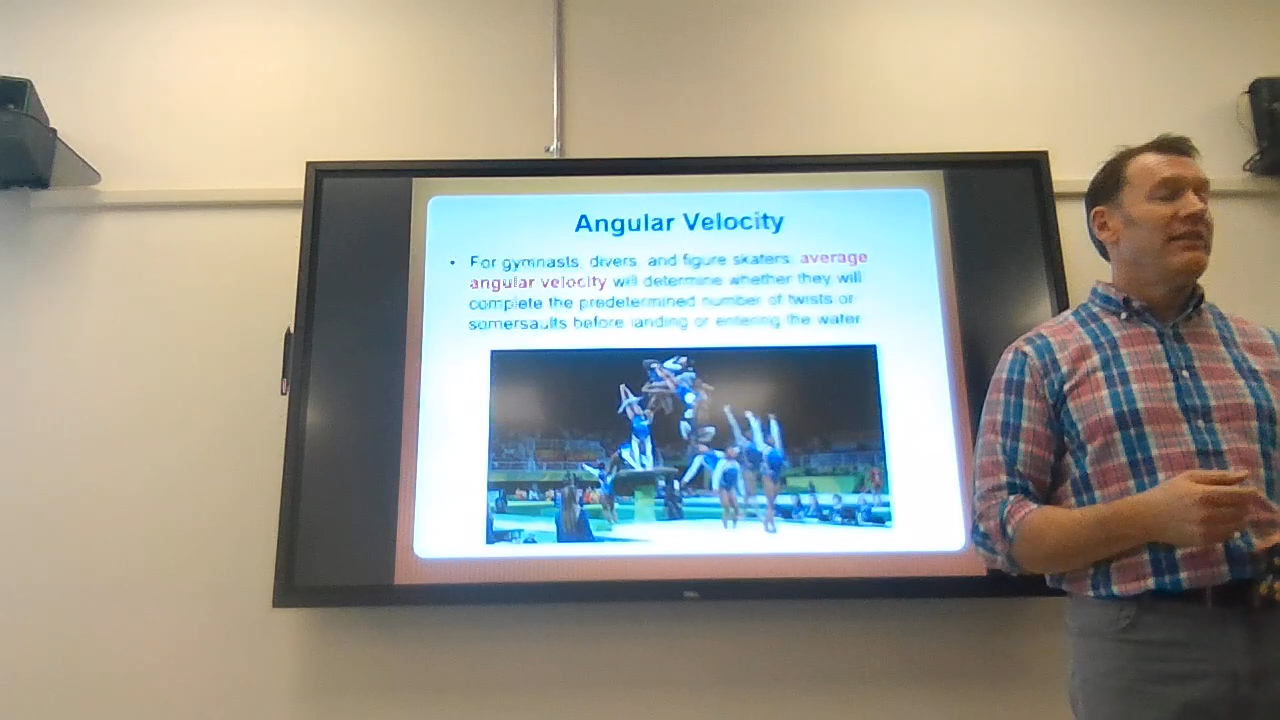 Angular Velocity
• For gymnasts, divers, and figure skaters, average
angular velocity will determine whether they will
complete the predetermined number of twists or
somersaults before landing or entering the water
DELL